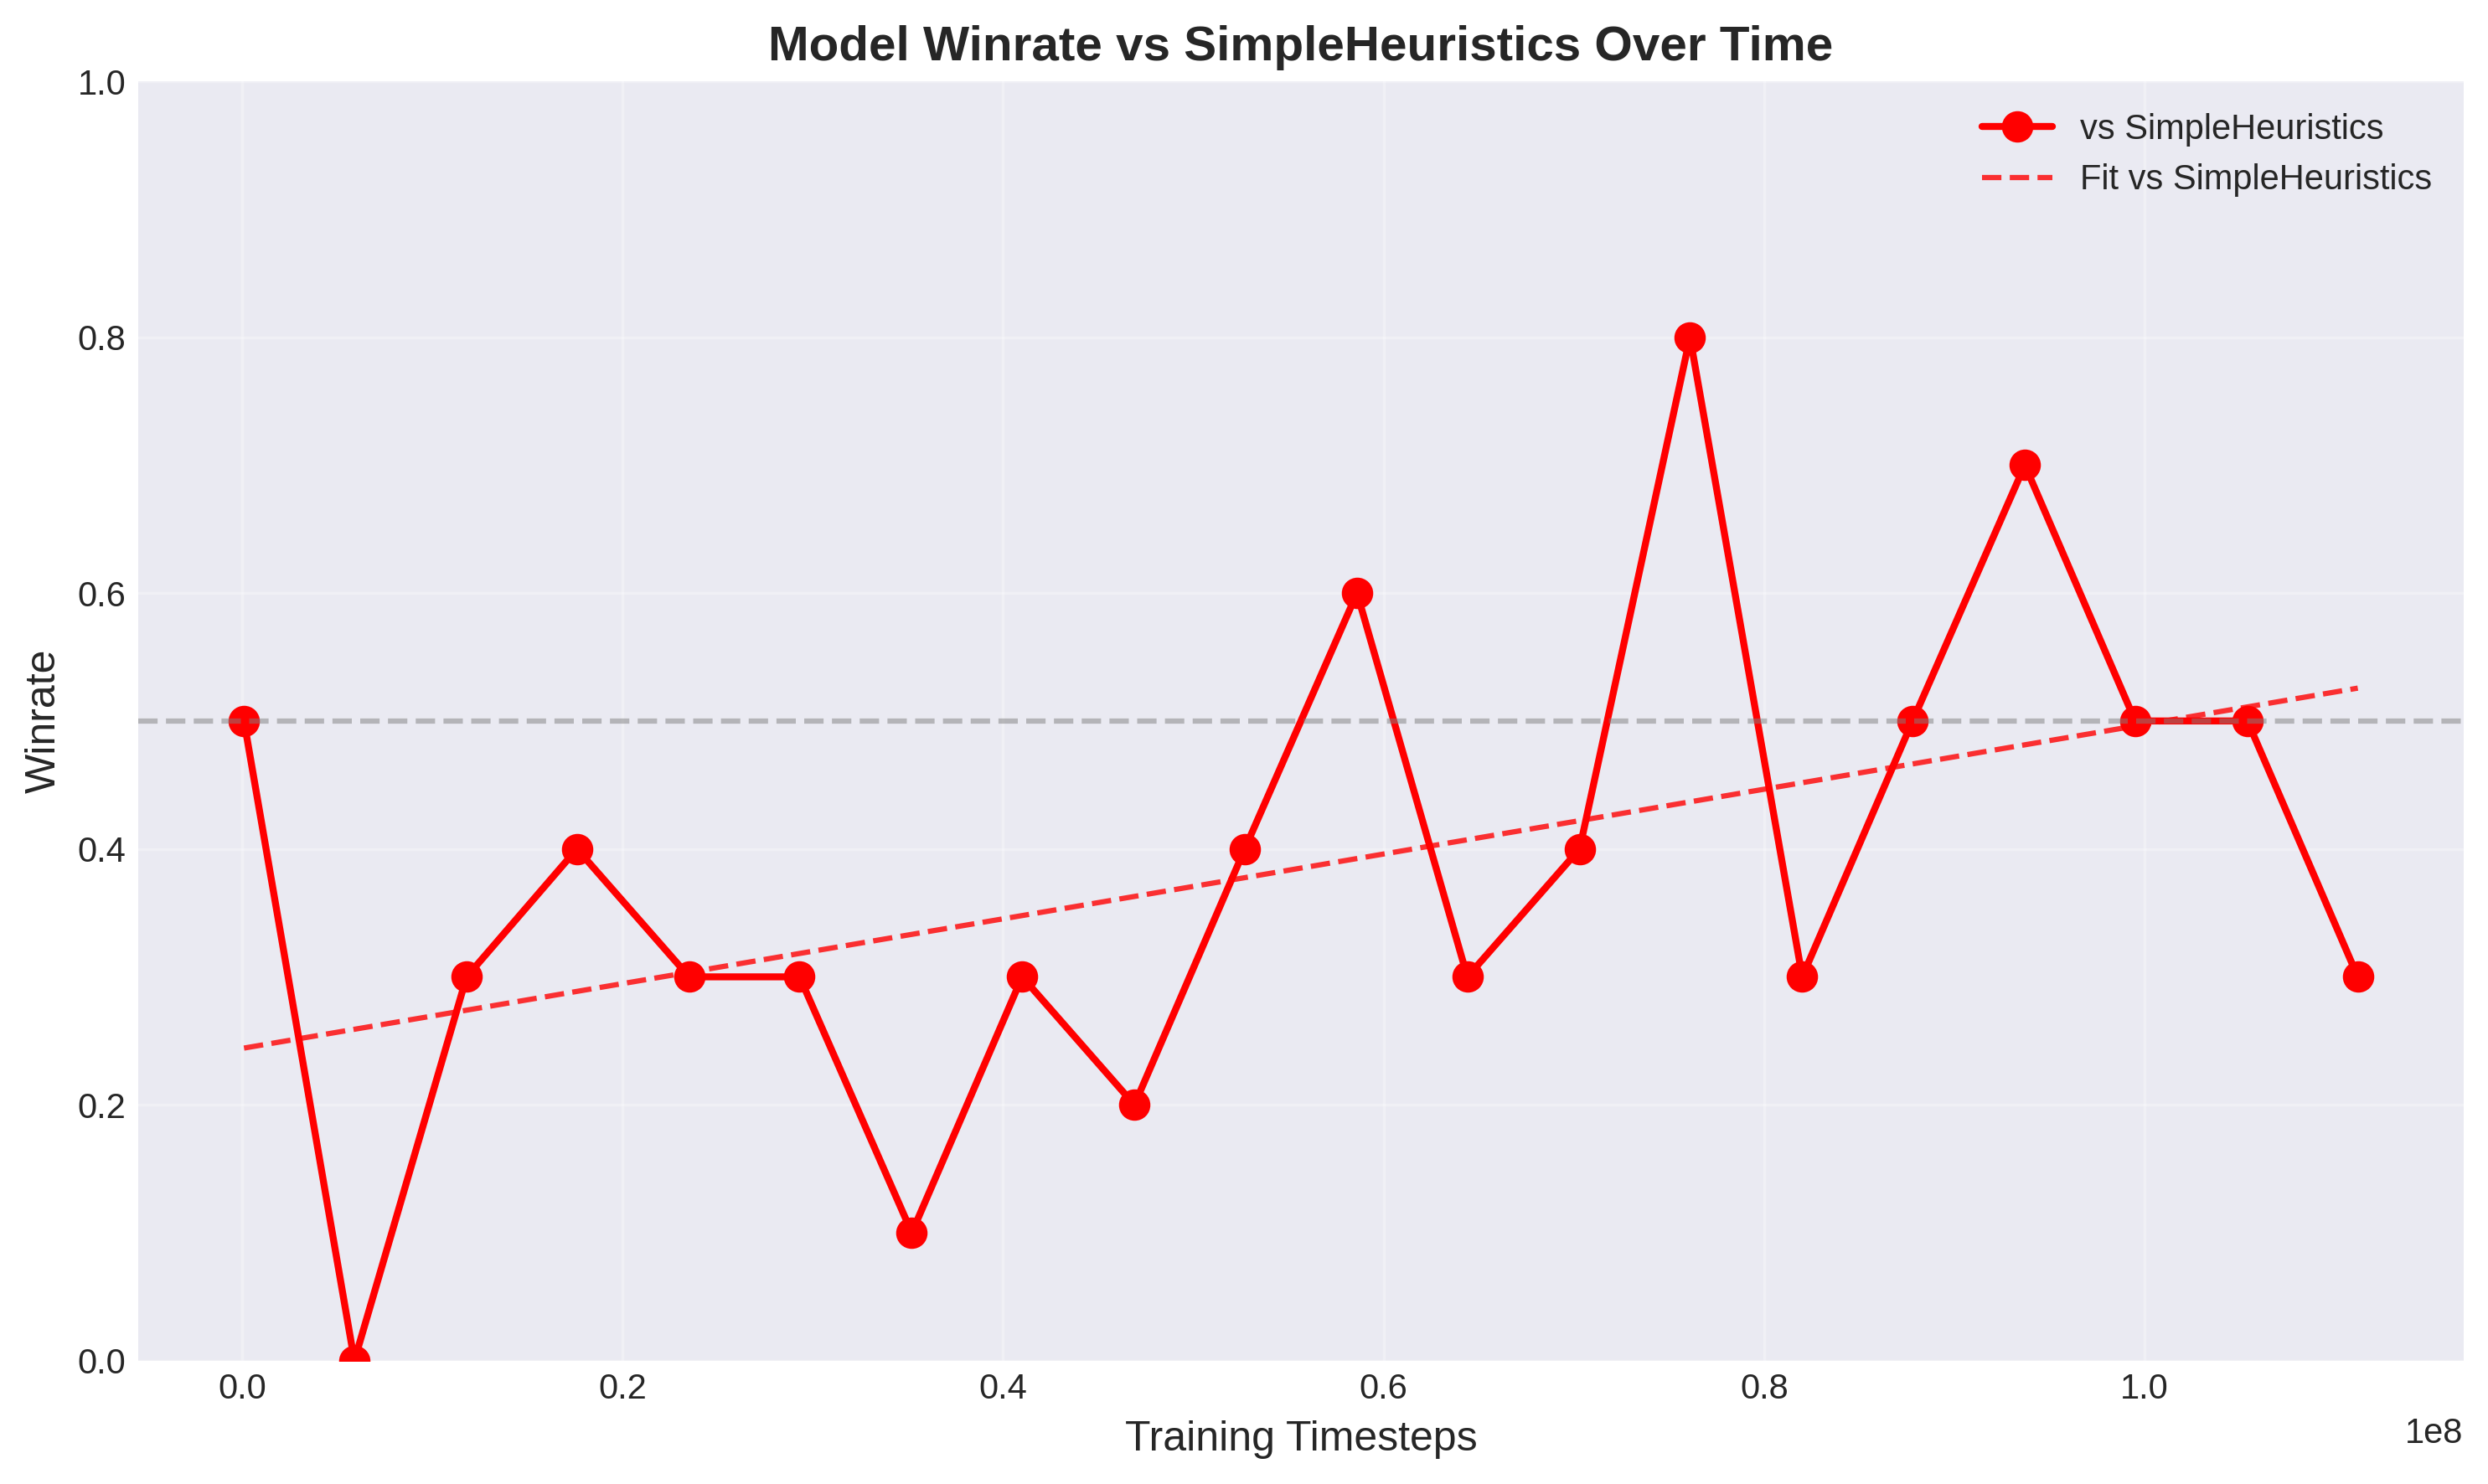 Model Winrate vs SimpleHeuristics Over Time
1.0
0.8
0.6
0.4
0.2
0.0
Winrate
vs SimpleHeuristics
Fit vs SimpleHeuristics
0.0 0.2 0.4 0.6 0.8 1.0
1e8
Training Timesteps